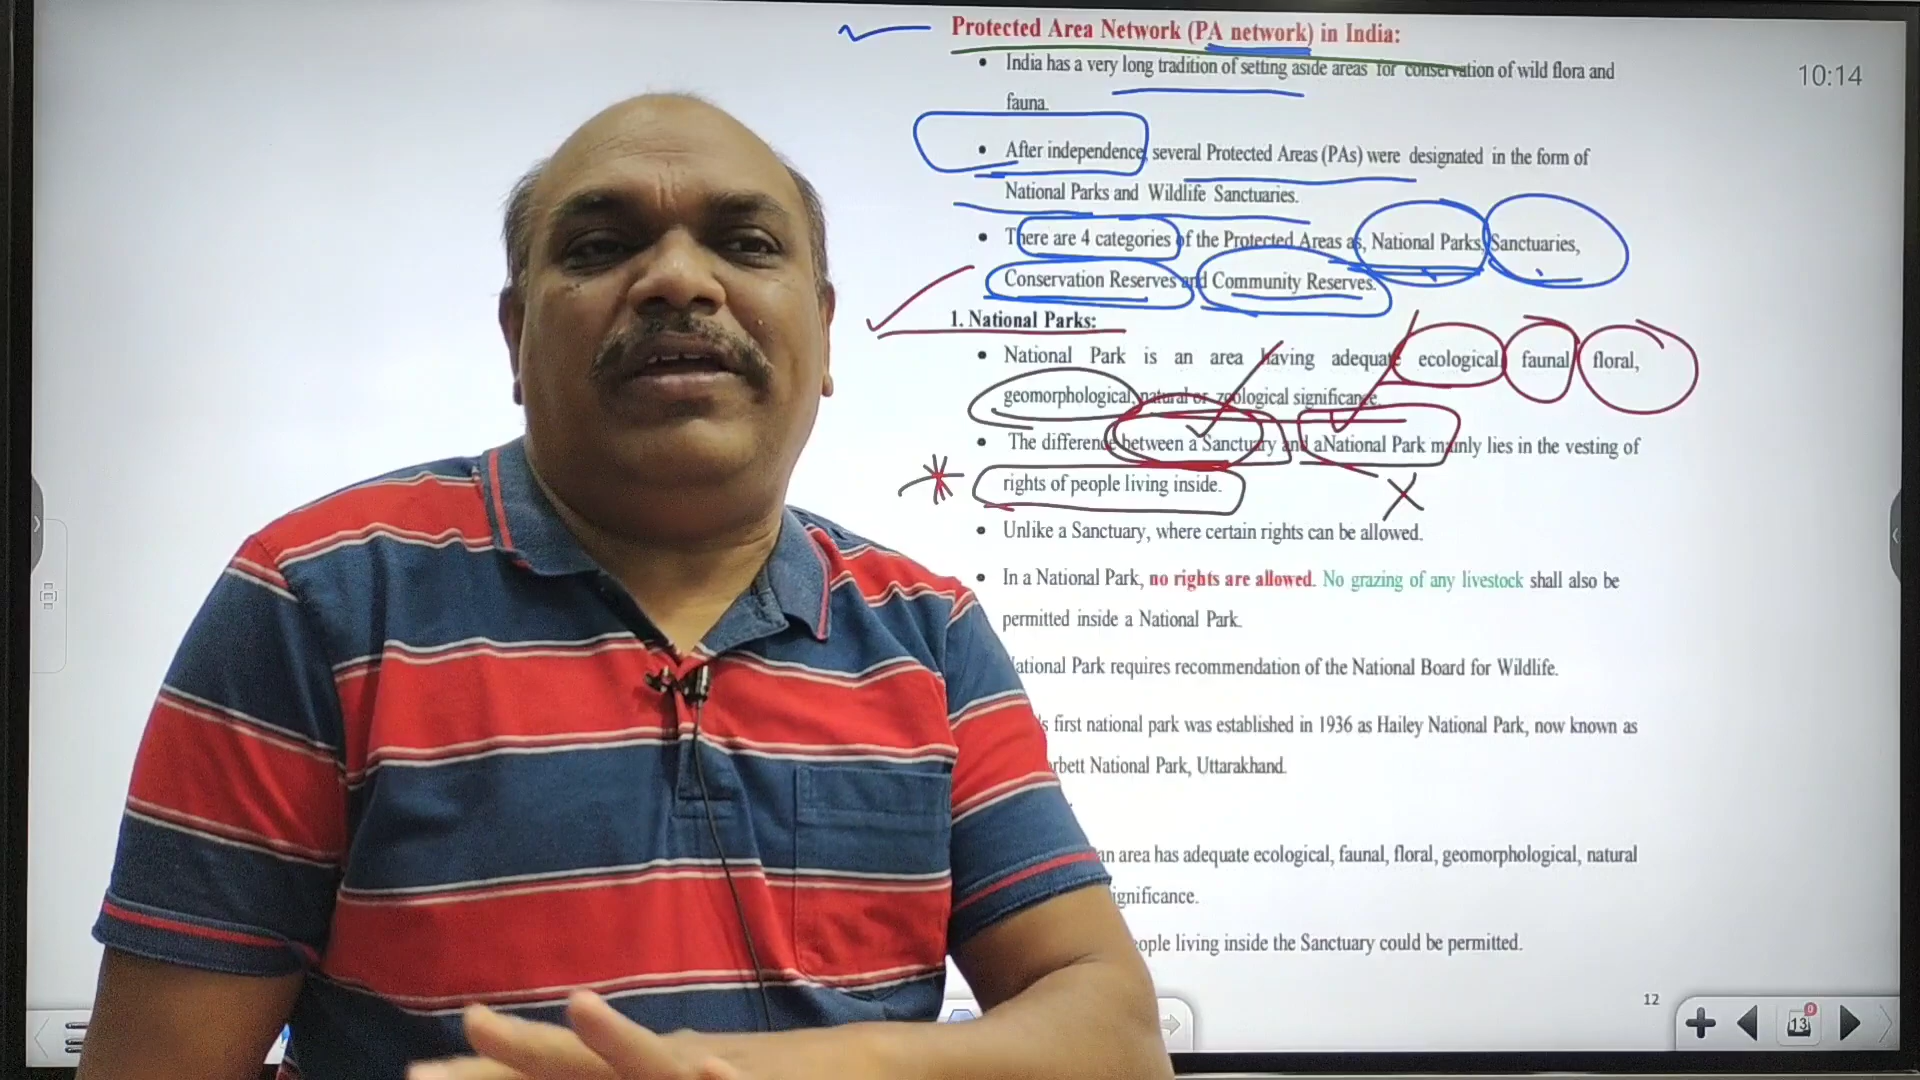 Protected Area Network (PA network) in India:
10:14
• India has a very long tradition of setting aside areas for conservation of wild flora and
fauna.
• After independence, several Protected Areas (PAs) were designated in the form of
National Parks and Wildlife Sanctuaries.
• There are 4 categories of the Protected Areas as, National Parks, Sanctuaries,
Conservation Reserves and Community Reserves.
1. National Parks:
• National Park is an area having adequate ecological, faunal, floral,
geomorphological, natural or zoological significance.
• The difference between a Sanctuary and aNational Park mainly lies in the vesting of
rights of people living inside.
• Unlike a Sanctuary, where certain rights can be allowed.
• In a National Park, no rights are allowed. No grazing of any livestock shall also be
permitted inside a National Park.
National Park requires recommendation of the National Board for Wildlife.
first national park was established in 1936 as Hailey National Park, now known as
National Park, Uttarakhand.
an area has adequate ecological, faunal, floral, geomorphological, natural
significance.
living inside the Sanctuary could be permitted.
12
13
0